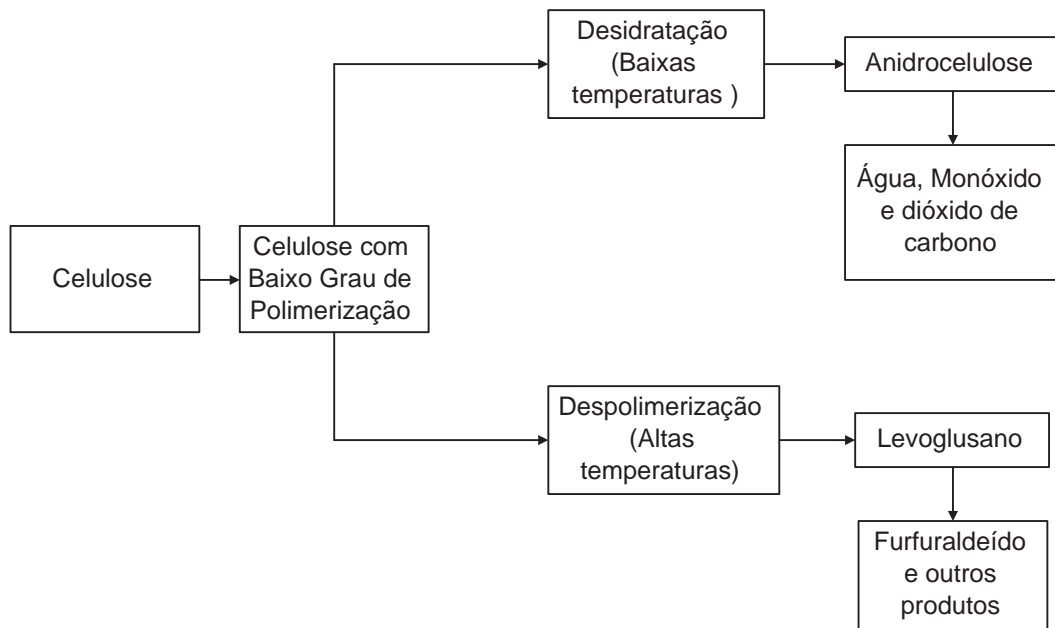 Desidratação
(Baixas
temperaturas )
Anidrocelulose
Água, Monóxido
e dióxido de
carbono
Celulose
Celulose com
Baixo Grau de
Polimerização
Despolimerização
(Altas
temperaturas)
Levoglusano
Furfuraldeído
e outros
produtos